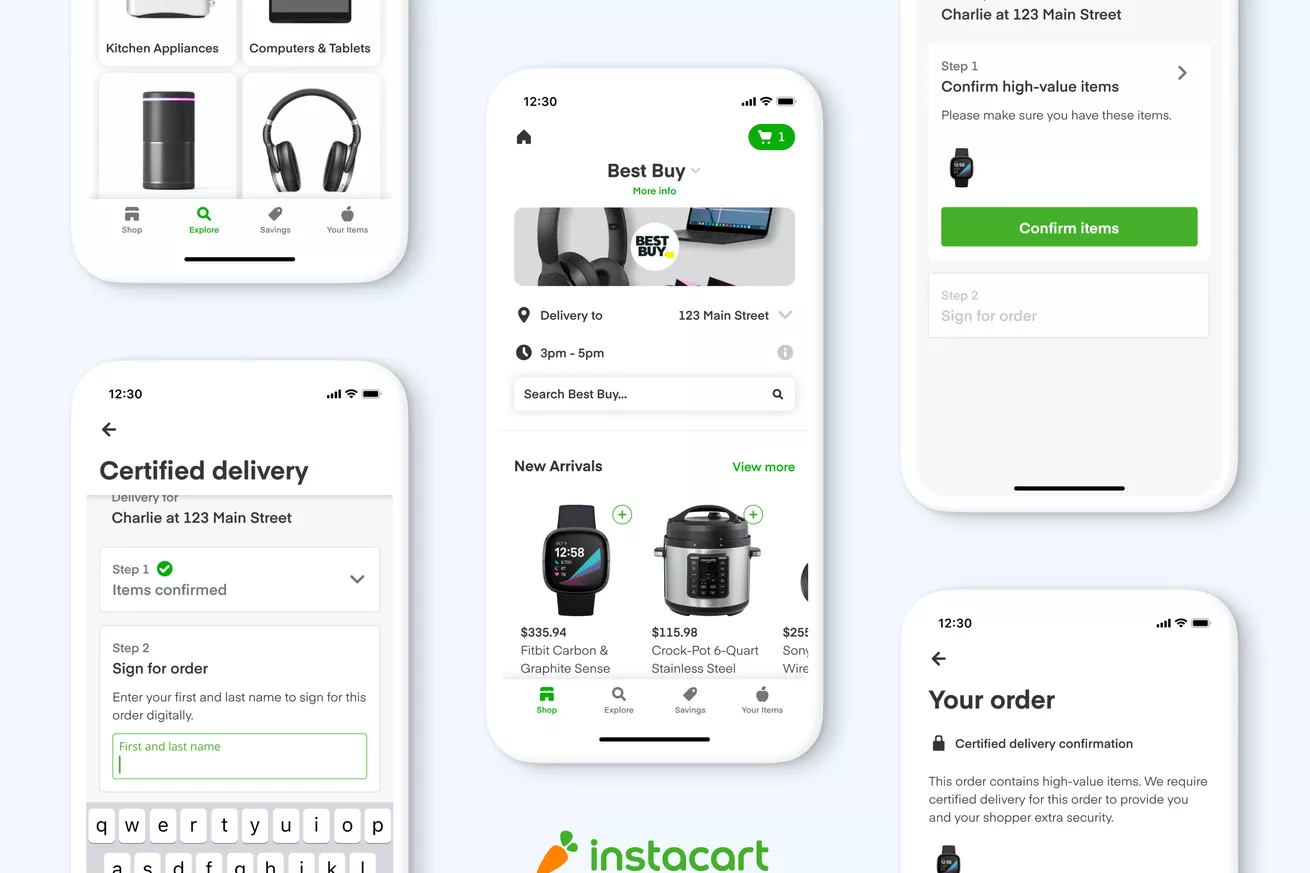 Kitchen Appliances
Computers & Tablets
Shop
Explore
Savings
Your Items
12:30
Certified delivery
Delivery for
Charlie at 123 Main Street
Step 1
Items confirmed
Step 2
Sign for order
Enter your first and last name to sign for this
order digitally.
First and last name
q w e r t y u i o p
a s d f g h j k l
12:30
1
Best Buy
More info
BEST
BUY
Delivery to
123 Main Street
3pm - 5pm
Search Best Buy...
New Arrivals
View more
12:58
$335.94
Fitbit Carbon &
Graphite Sense
$115.98
Crock-Pot 6-Quart
Stainless Steel
$255
Sony
Wire
Shop
Explore
Savings
Your Items
instacart
Charlie at 123 Main Street
Step 1
Confirm high-value items
Please make sure you have these items.
12:58
Confirm items
Step 2
Sign for order
12:30
Your order
Certified delivery confirmation
This order contains high-value items. We require
certified delivery for this order to provide you
and your shopper extra security.
12:58